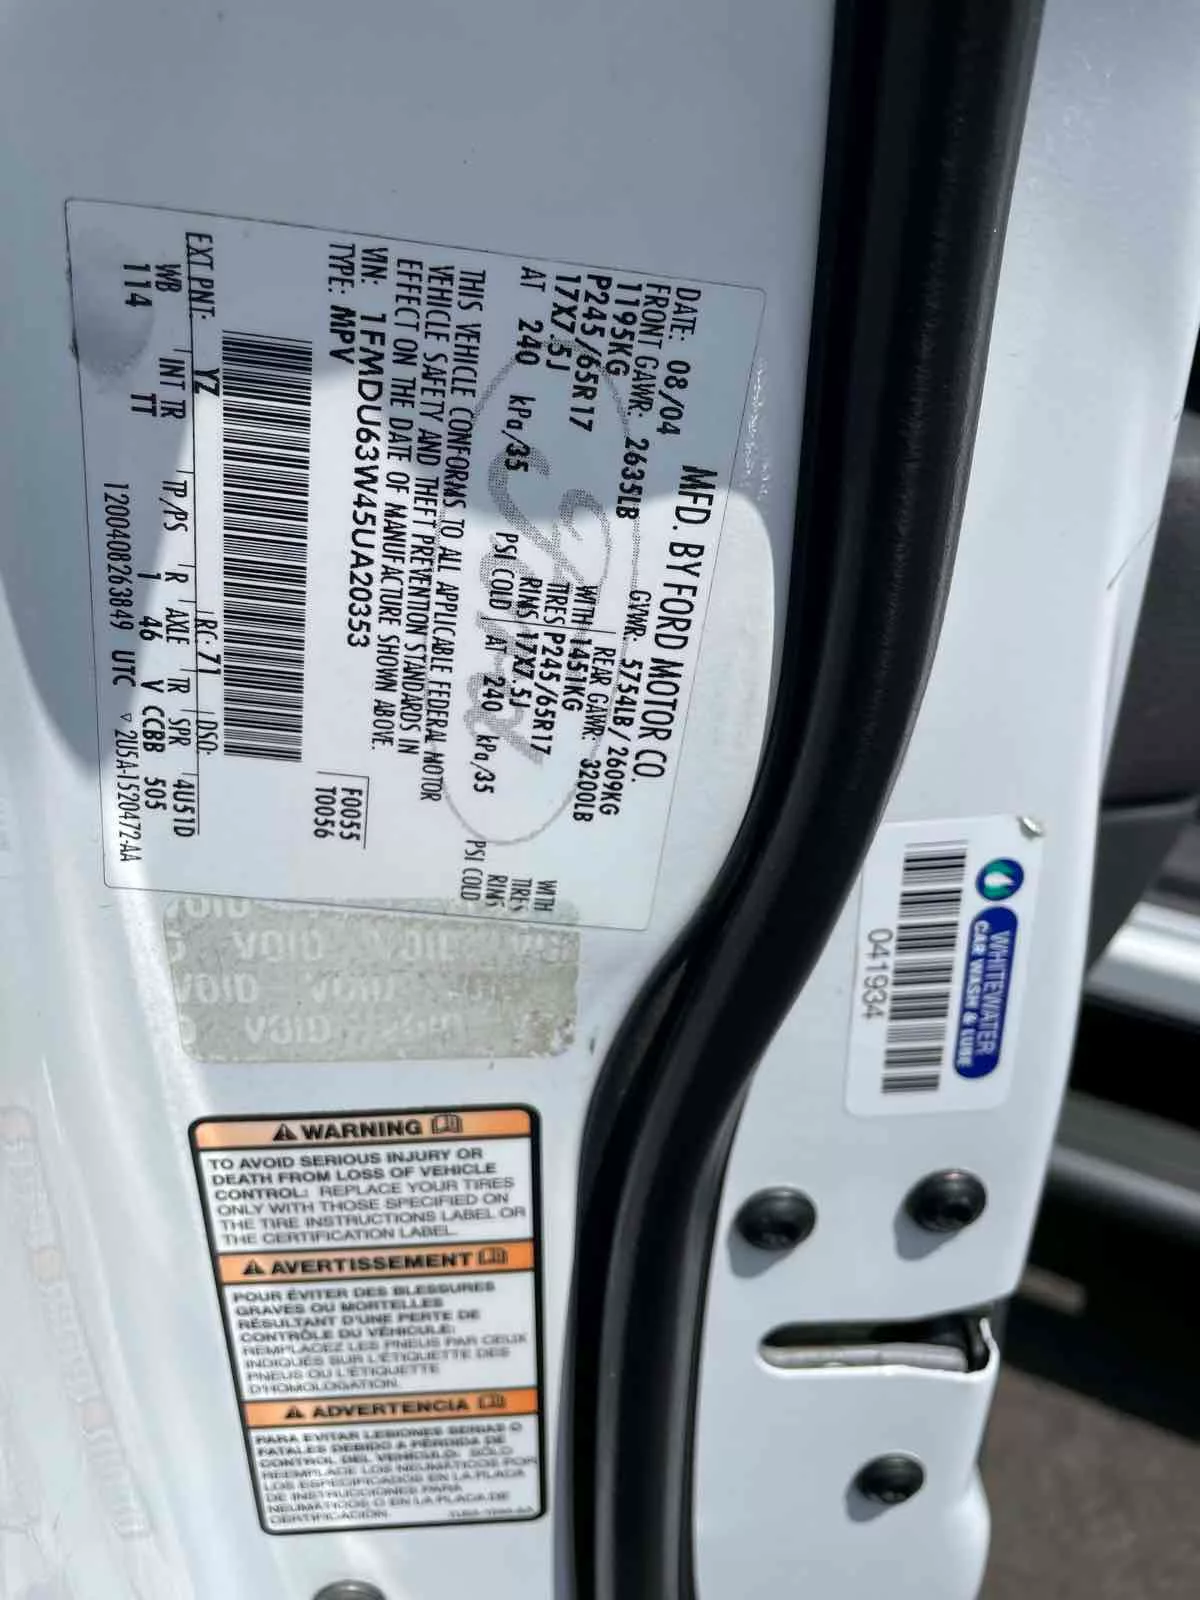 MFD. BY FORD MOTOR CO.
DATE: 08/04 GVWR: 5754LB/ 2609KG
FRONT GAWR: 2635LB REAR GAWR: 3200LB
1195KG WITH 1451KG WITH
P245/65R17 TIRES P245/65R17 TIRES
17X7.5J RIMS 17X7.5J RIMS
AT 240 kPa/35 PSI COLD AT 240 kPa/35 PSI COLD
THIS VEHICLE CONFORMS TO ALL APPLICABLE FEDERAL MOTOR
VEHICLE SAFETY AND THEFT PREVENTION STANDARDS IN
EFFECT ON THE DATE OF MANUFACTURE SHOWN ABOVE.
VIN: 1FMDU63W45UA20353
TYPE: MPV
F0055
T0056
EXT PNT: YZ RC: 71 DSO:
WB INT TR TP/PS R AXLE TR SPR 4U51D
114 TT 1 46 V CCBB 505
1200408263849 UTC ▽ 2U5A-1520472-AA
VOID VOID VOID
VOID VOID
VOID
WHITEWATER
CAR WASH & LUBE
041934
WARNING
TO AVOID SERIOUS INJURY OR
DEATH FROM LOSS OF VEHICLE
CONTROL: REPLACE YOUR TIRES
ONLY WITH THOSE SPECIFIED ON
THE TIRE INSTRUCTIONS LABEL OR
THE CERTIFICATION LABEL.
AVERTISSEMENT
POUR ÉVITER DES BLESSURES
GRAVES OU MORTELLES
RÉSULTANT D'UNE PERTE DE
CONTRÔLE DU VÉHICULE:
REMPLACEZ LES PNEUS PAR CEUX
INDIQUÉS SUR L'ÉTIQUETTE DES
PNEUS OU L'ÉTIQUETTE
D'HOMOLOGATION.
ADVERTENCIA
PARA EVITAR LESIONES SERIAS O
FATALES DEBIDO A PÉRDIDA DE
CONTROL DEL VEHÍCULO: SÓLO
REEMPLACE LOS NEUMÁTICOS POR
LOS ESPECIFICADOS EN LA PLACA
DE INSTRUCCIONES PARA
NEUMÁTICOS O EN LA PLACA DE
CERTIFICACIÓN.